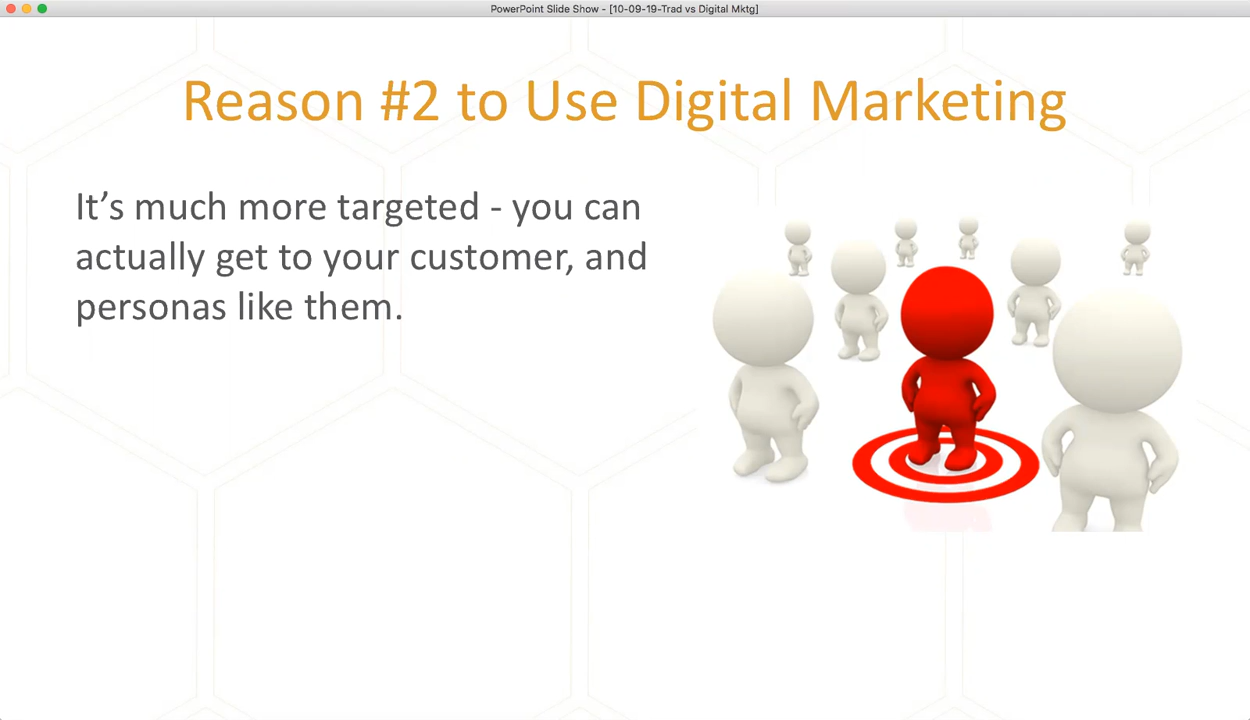 PowerPoint Slide Show - [10-09-19-Trad vs Digital Mktg]
Reason #2 to Use Digital Marketing
It’s much more targeted - you can
actually get to your customer, and
personas like them.